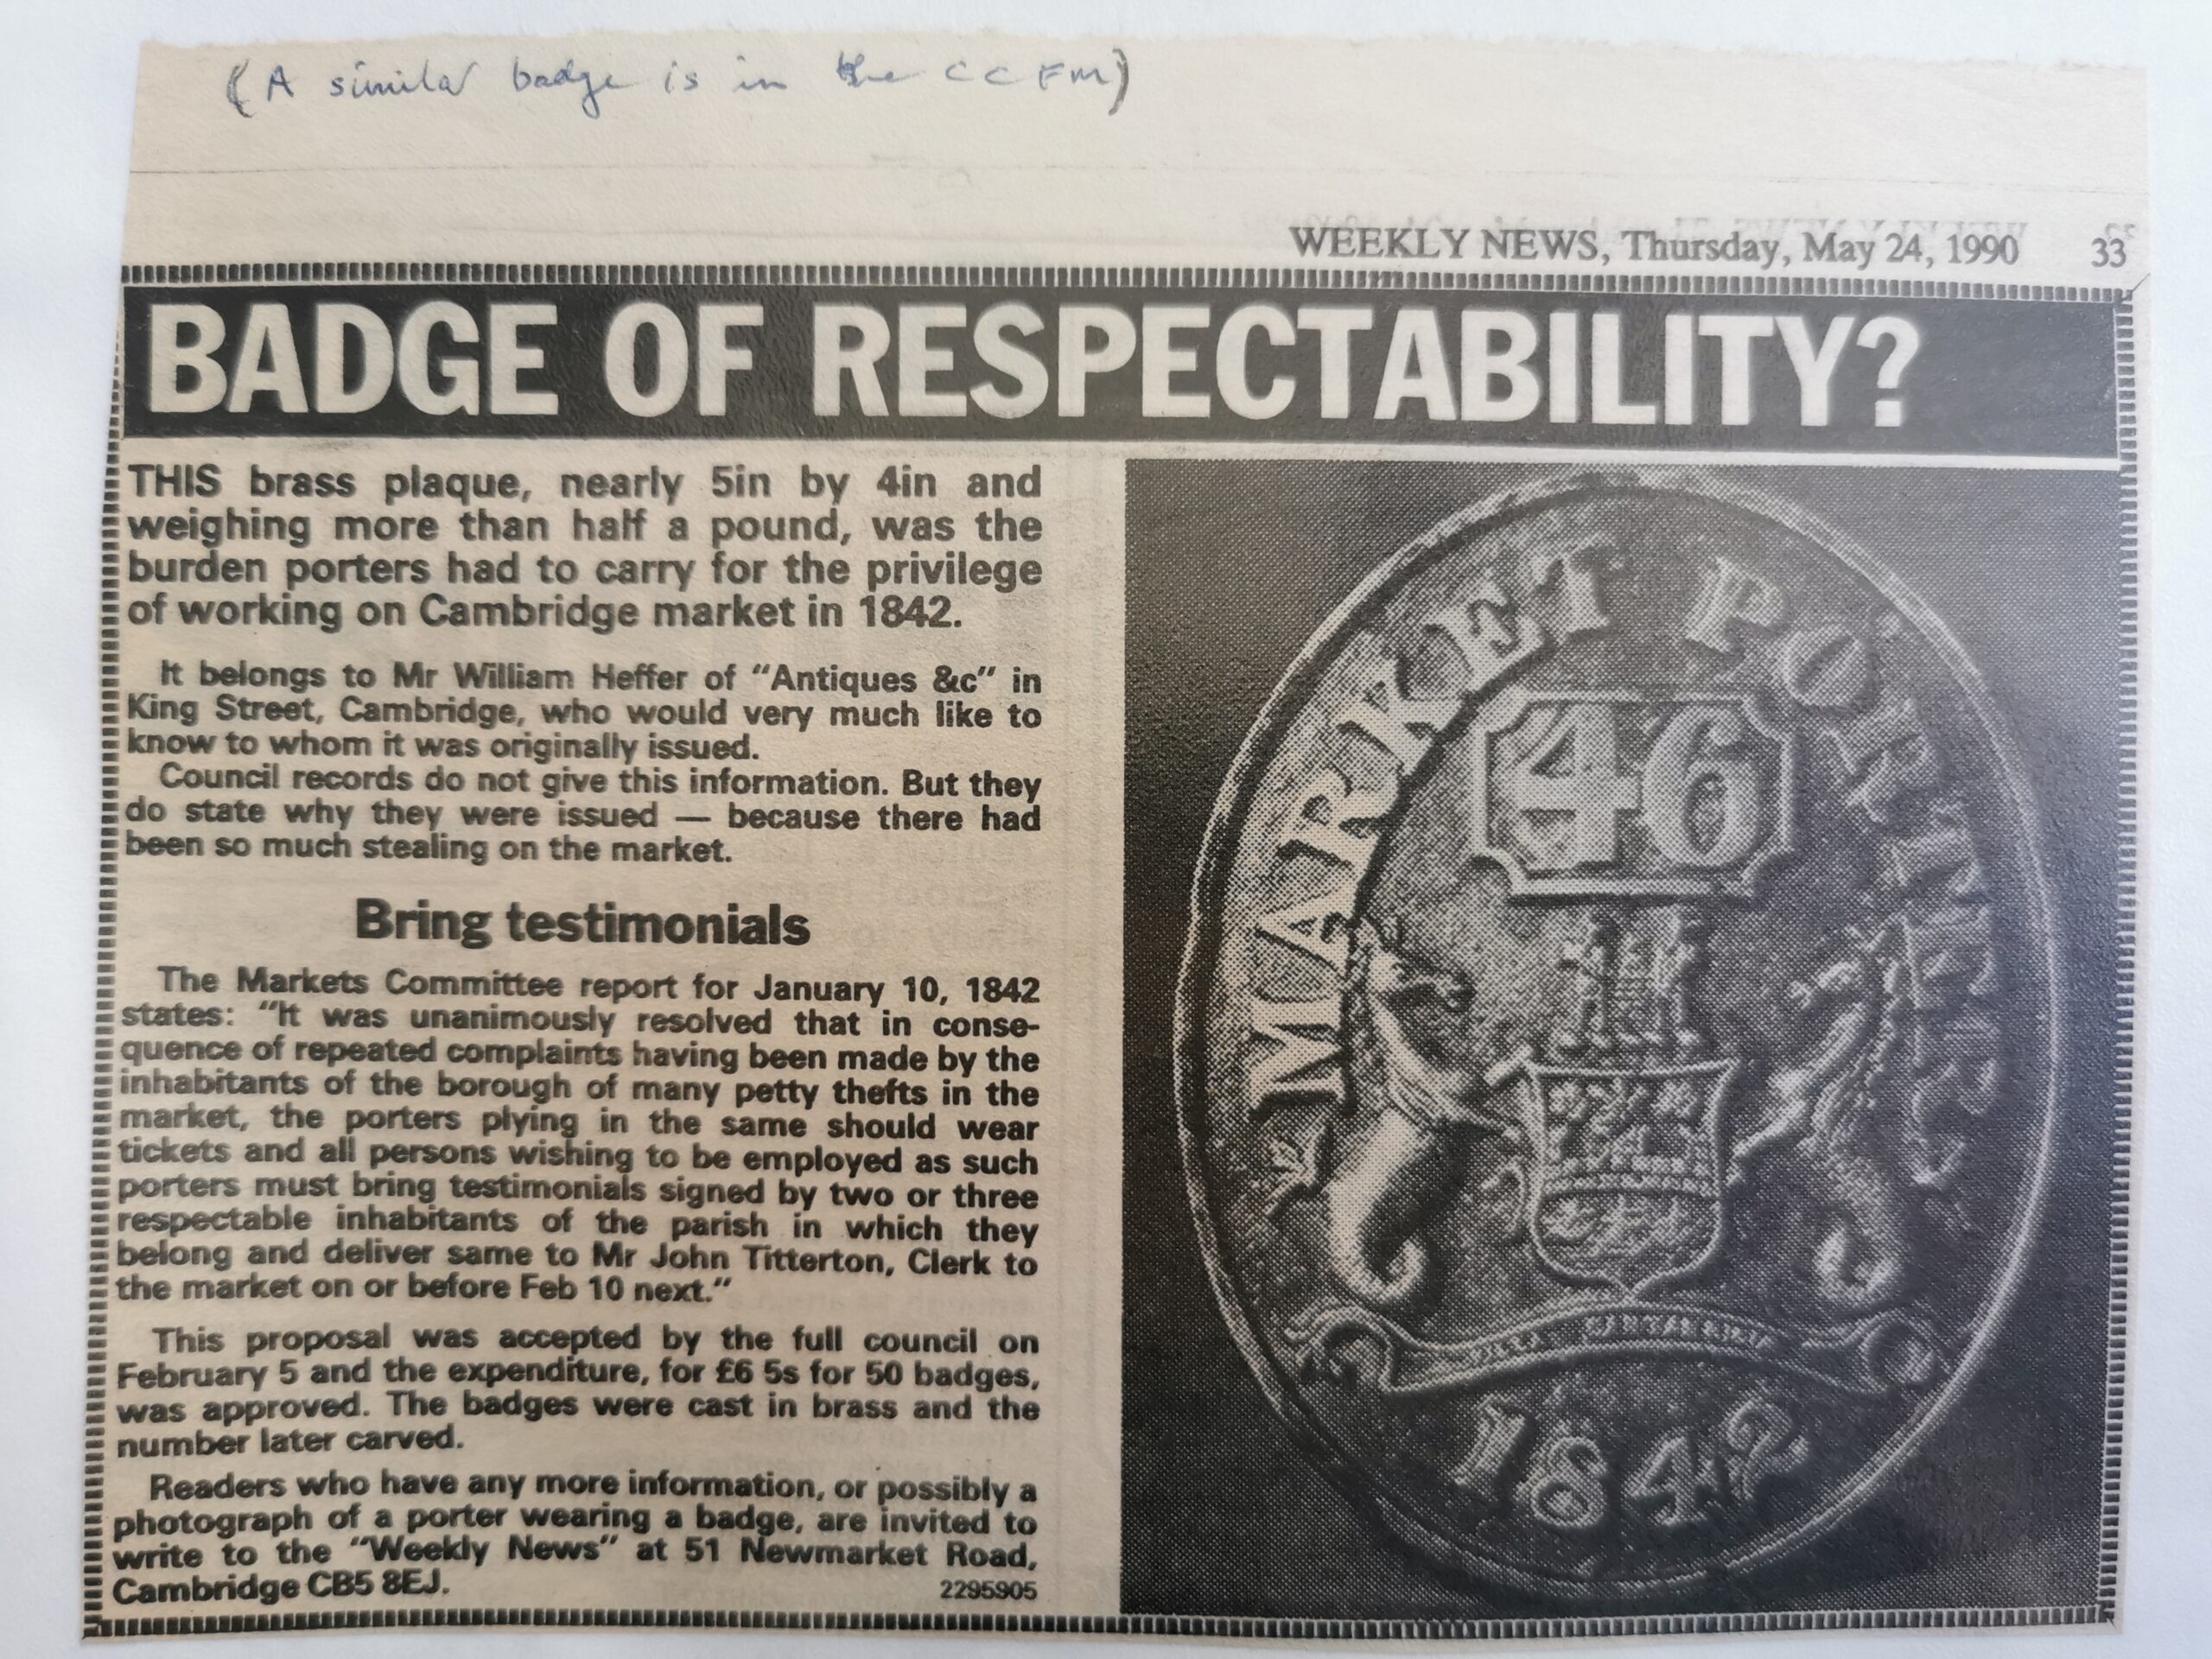 (A similar badge is in the CCFM)
WEEKLY NEWS, Thursday, May 24, 1990 33
BADGE OF RESPECTABILITY?
THIS brass plaque, nearly 5in by 4in and
weighing more than half a pound, was the
burden porters had to carry for the privilege
of working on Cambridge market in 1842.
It belongs to Mr William Heffer of "Antiques &c" in
King Street, Cambridge, who would very much like to
know to whom it was originally issued.
Council records do not give this information. But they
do state why they were issued — because there had
been so much stealing on the market.
Bring testimonials
The Markets Committee report for January 10, 1842
states: "It was unanimously resolved that in conse-
quence of repeated complaints having been made by the
inhabitants of the borough of many petty thefts in the
market, the porters plying in the same should wear
tickets and all persons wishing to be employed as such
porters must bring testimonials signed by two or three
respectable inhabitants of the parish in which they
belong and deliver same to Mr John Titterton, Clerk to
the market on or before Feb 10 next."
This proposal was accepted by the full council on
February 5 and the expenditure, for £6 5s for 50 badges,
was approved. The badges were cast in brass and the
number later carved.
Readers who have any more information, or possibly a
photograph of a porter wearing a badge, are invited to
write to the "Weekly News" at 51 Newmarket Road,
Cambridge CB5 8EJ.
2295905
MARKET PORTER
46
1842